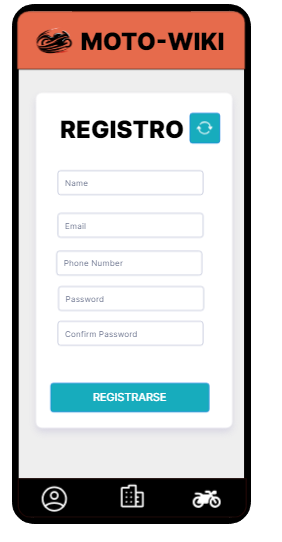 MOTO-WIKI
REGISTRO
Name
Email
Phone Number
Password
Confirm Password
REGISTRARSE